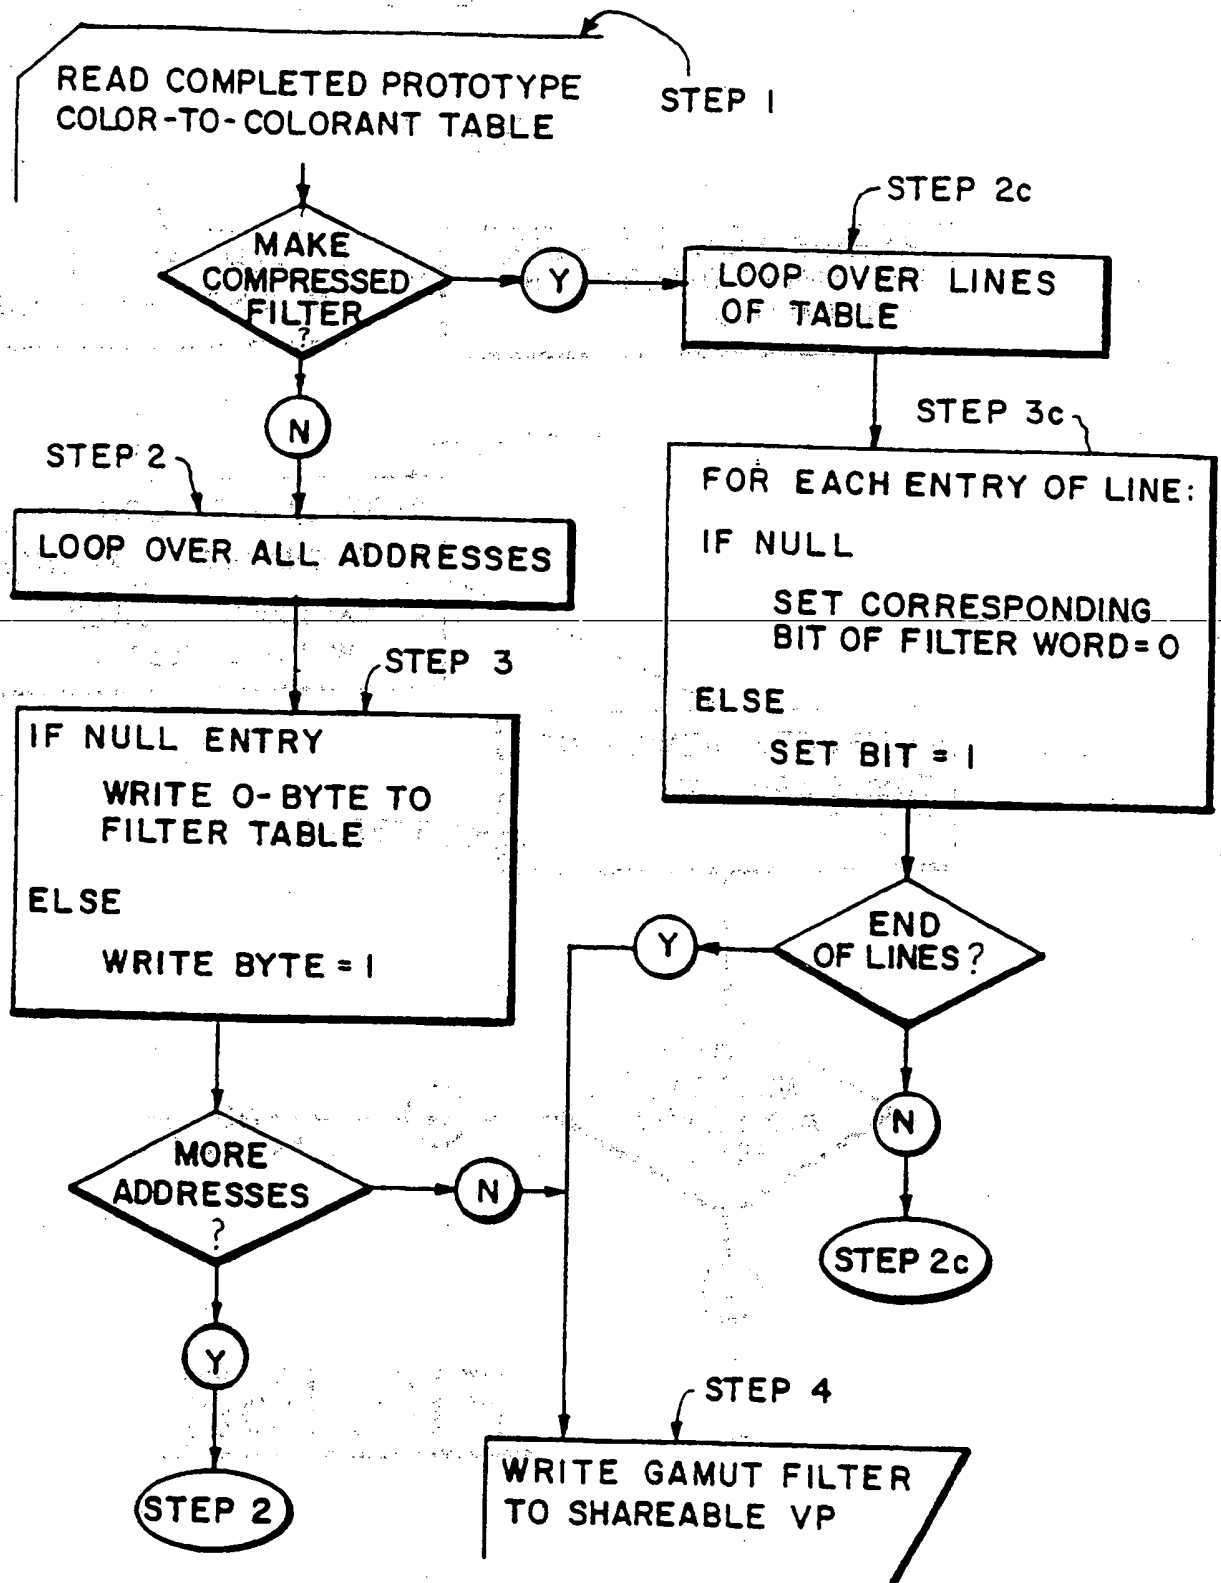 READ COMPLETED PROTOTYPE
COLOR-TO-COLORANT TABLE
STEP 1
MAKE
COMPRESSED
FILTER
?
Y
STEP 2c
LOOP OVER LINES
OF TABLE
N
STEP 2
LOOP OVER ALL ADDRESSES
STEP 3c
FOR EACH ENTRY OF LINE:
IF NULL
SET CORRESPONDING
BIT OF FILTER WORD=0
ELSE
SET BIT = 1
STEP 3
IF NULL ENTRY
WRITE 0-BYTE TO
FILTER TABLE
ELSE
WRITE BYTE = 1
END
OF LINES?
Y
N
STEP 2c
MORE
ADDRESSES
?
N
Y
STEP 2
STEP 4
WRITE GAMUT FILTER
TO SHAREABLE VP